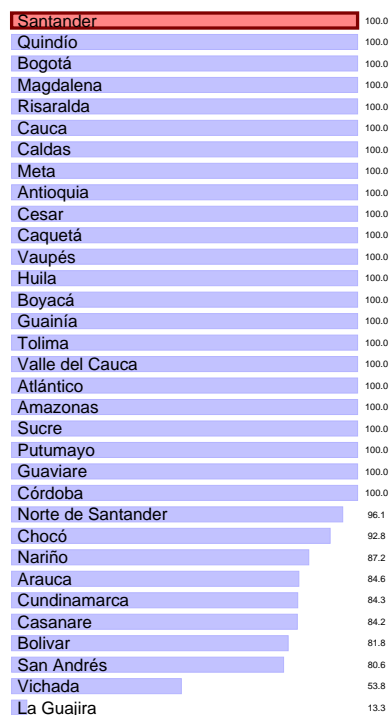 Santander 100.0
Quindío 100.0
Bogotá 100.0
Magdalena 100.0
Risaralda 100.0
Cauca 100.0
Caldas 100.0
Meta 100.0
Antioquia 100.0
Cesar 100.0
Caquetá 100.0
Vaupés 100.0
Huila 100.0
Boyacá 100.0
Guainía 100.0
Tolima 100.0
Valle del Cauca 100.0
Atlántico 100.0
Amazonas 100.0
Sucre 100.0
Putumayo 100.0
Guaviare 100.0
Córdoba 100.0
Norte de Santander 96.1
Chocó 92.8
Nariño 87.2
Arauca 84.6
Cundinamarca 84.3
Casanare 84.2
Bolivar 81.8
San Andrés 80.6
Vichada 53.8
La Guajira 13.3